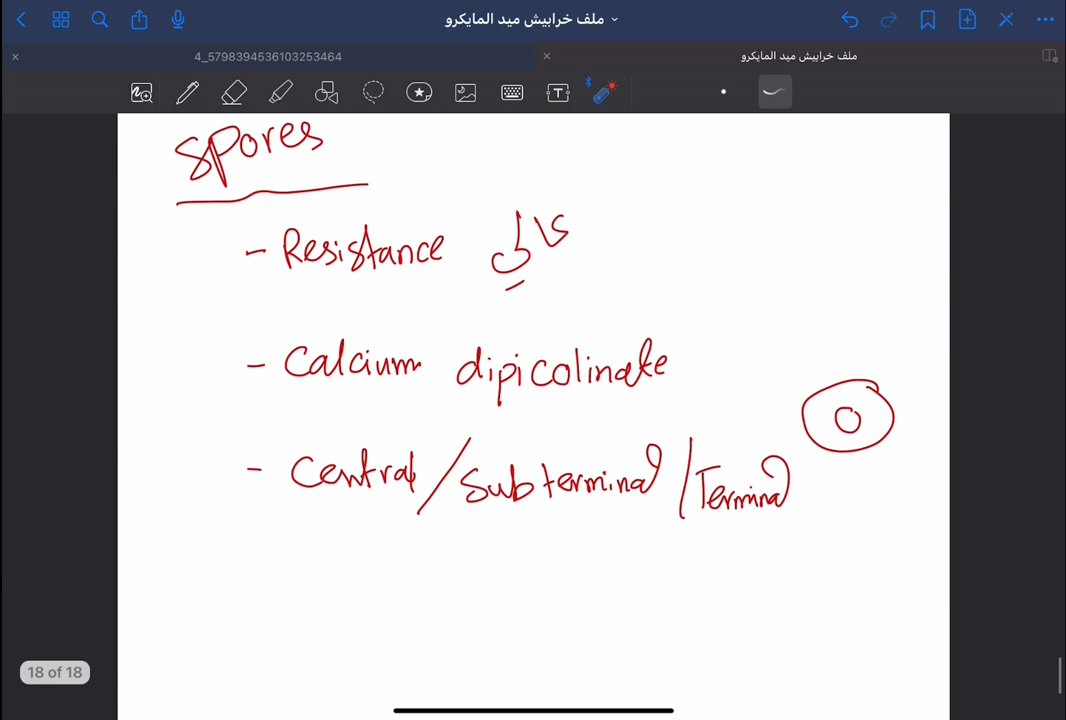 ملف خرابيش ميد المايكرو
4_5798394536103253464
ملف خرابيش ميد المايكرو
T
Spores
- Resistance عالي
- Calcium dipicolinate
- Central / Subterminal / Terminal
18 of 18